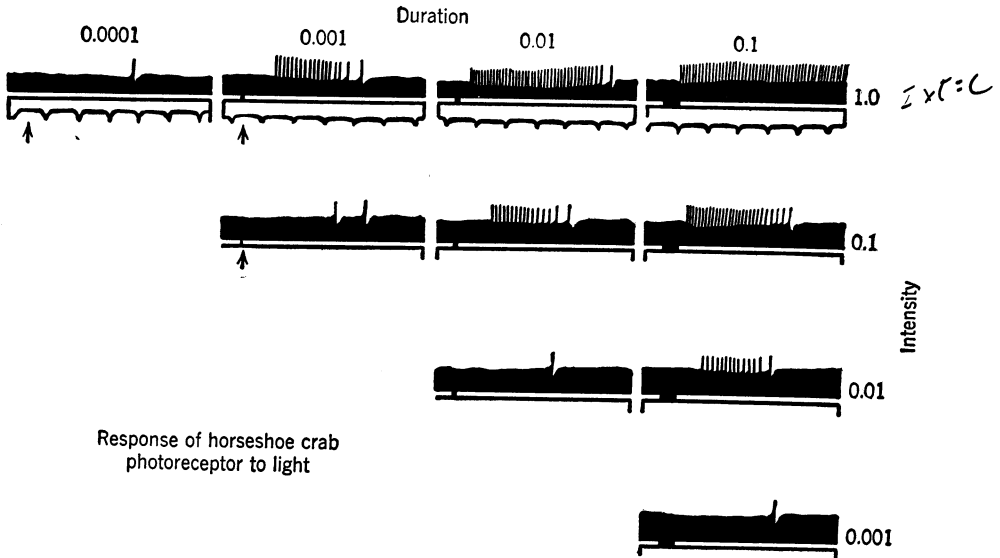 Duration
0.0001 0.001 0.01 0.1
1.0 I x T = C
0.1
Intensity
0.01
Response of horseshoe crab
photoreceptor to light
0.001